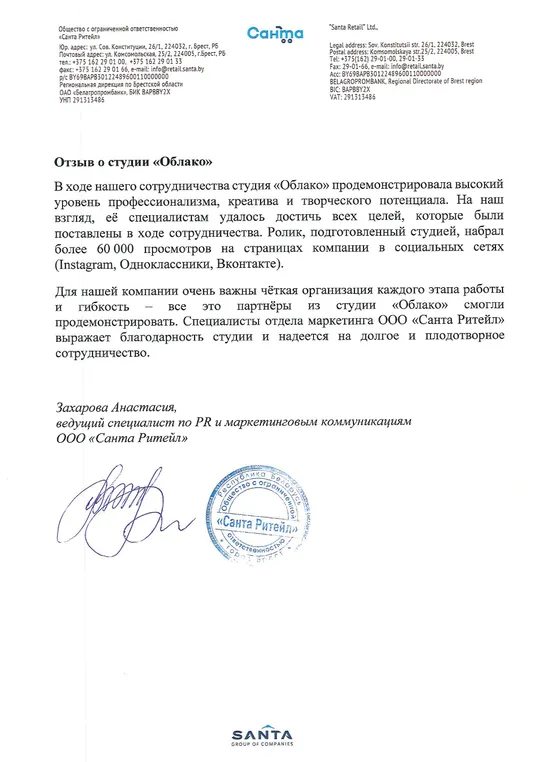 Общество с ограниченной ответственностью
«Санта Ритейл»
Юр. адрес: ул. Сов. Конституции, 26/1, 224032, г. Брест, РБ
Почтовый адрес: ул. Комсомольская, 25/2, 224005, г.Брест, РБ
тел.: +375 162 29 01 00, +375 162 29 01 33
факс: +375 162 29 01 66, e-mail: info@retail.santa.by
р/с BY69BAPB30122489600110000000
Региональная дирекция по Брестской области
ОАО «Белагропромбанк», БИК BAPBBY2X
УНП 291313486
Санта
"Santa Retail" Ltd.,
Legal address: Sov. Konstitutsii str. 26/1, 224032, Brest
Postal address: Komsomolskaya str.25/2, 224005, Brest
Tel: +375(162) 29-01-00, 29-01-33
Fax: 29-01-66, e-mail: info@retail.santa.by
Acc: BY69BAPB30122489600110000000
BELAGROPROMBANK, Regional Directorate of Brest region
BIC: BAPBBY2X
VAT: 291313486
Отзыв о студии «Облако»
В ходе нашего сотрудничества студия «Облако» продемонстрировала высокий
уровень профессионализма, креатива и творческого потенциала. На наш
взгляд, её специалистам удалось достичь всех целей, которые были
поставлены в ходе сотрудничества. Ролик, подготовленный студией, набрал
более 60 000 просмотров на страницах компании в социальных сетях
(Instagram, Одноклассники, Вконтакте).
Для нашей компании очень важны чёткая организация каждого этапа работы
и гибкость – все это партнёры из студии «Облако» смогли
продемонстрировать. Специалисты отдела маркетинга ООО «Санта Ритейл»
выражает благодарность студии и надеется на долгое и плодотворное
сотрудничество.
Захарова Анастасия,
ведущий специалист по PR и маркетинговым коммуникациям
ООО «Санта Ритейл»
Республика Беларусь
Общество с ограниченной
«Санта Ритейл»
ответственностью
город Брест
SANTA
GROUP OF COMPANIES